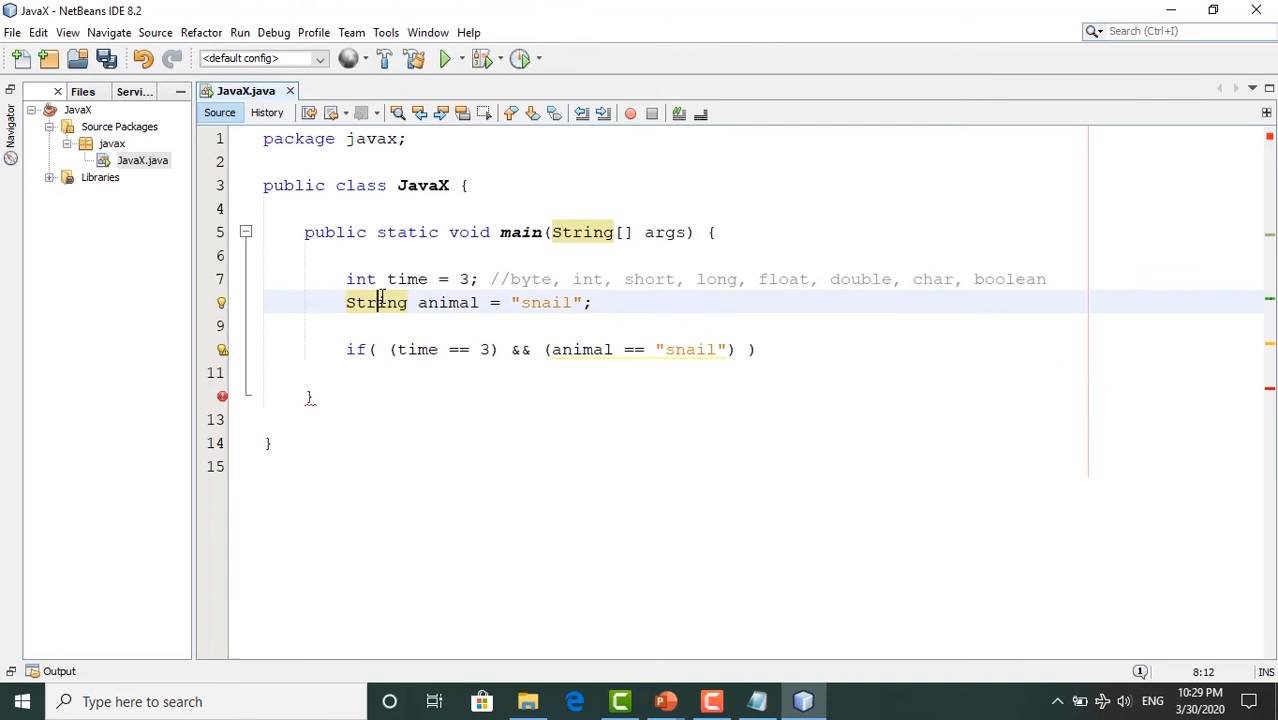 JavaX - NetBeans IDE 8.2
File Edit View Navigate Source Refactor Run Debug Profile Team Tools Window Help
Search (Ctrl+I)
<default config>
Files Servi...
JavaX.java
Source History
Navigator
JavaX
Source Packages
javax
JavaX.java
Libraries
1 package javax;
2
3 public class JavaX {
4
5 public static void main(String[] args) {
6
7 int time = 3; //byte, int, short, long, float, double, char, boolean
String animal = "snail";
9
if( (time == 3) && (animal == "snail") )
11
}
13
14 }
15
Output
1
8:12 INS
Type here to search
ENG
10:29 PM
3/30/2020